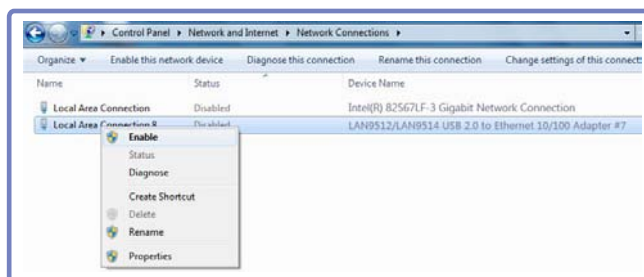 Control Panel ▸ Network and Internet ▸ Network Connections ▸
Organize ▾ Enable this network device Diagnose this connection Rename this connection Change settings of this connect
Name Status Device Name
Local Area Connection Disabled Intel(R) 82567LF-3 Gigabit Network Connection
Local Area Connection 8 Disabled LAN9512/LAN9514 USB 2.0 to Ethernet 10/100 Adapter #7
Enable
Status
Diagnose
Create Shortcut
Delete
Rename
Properties